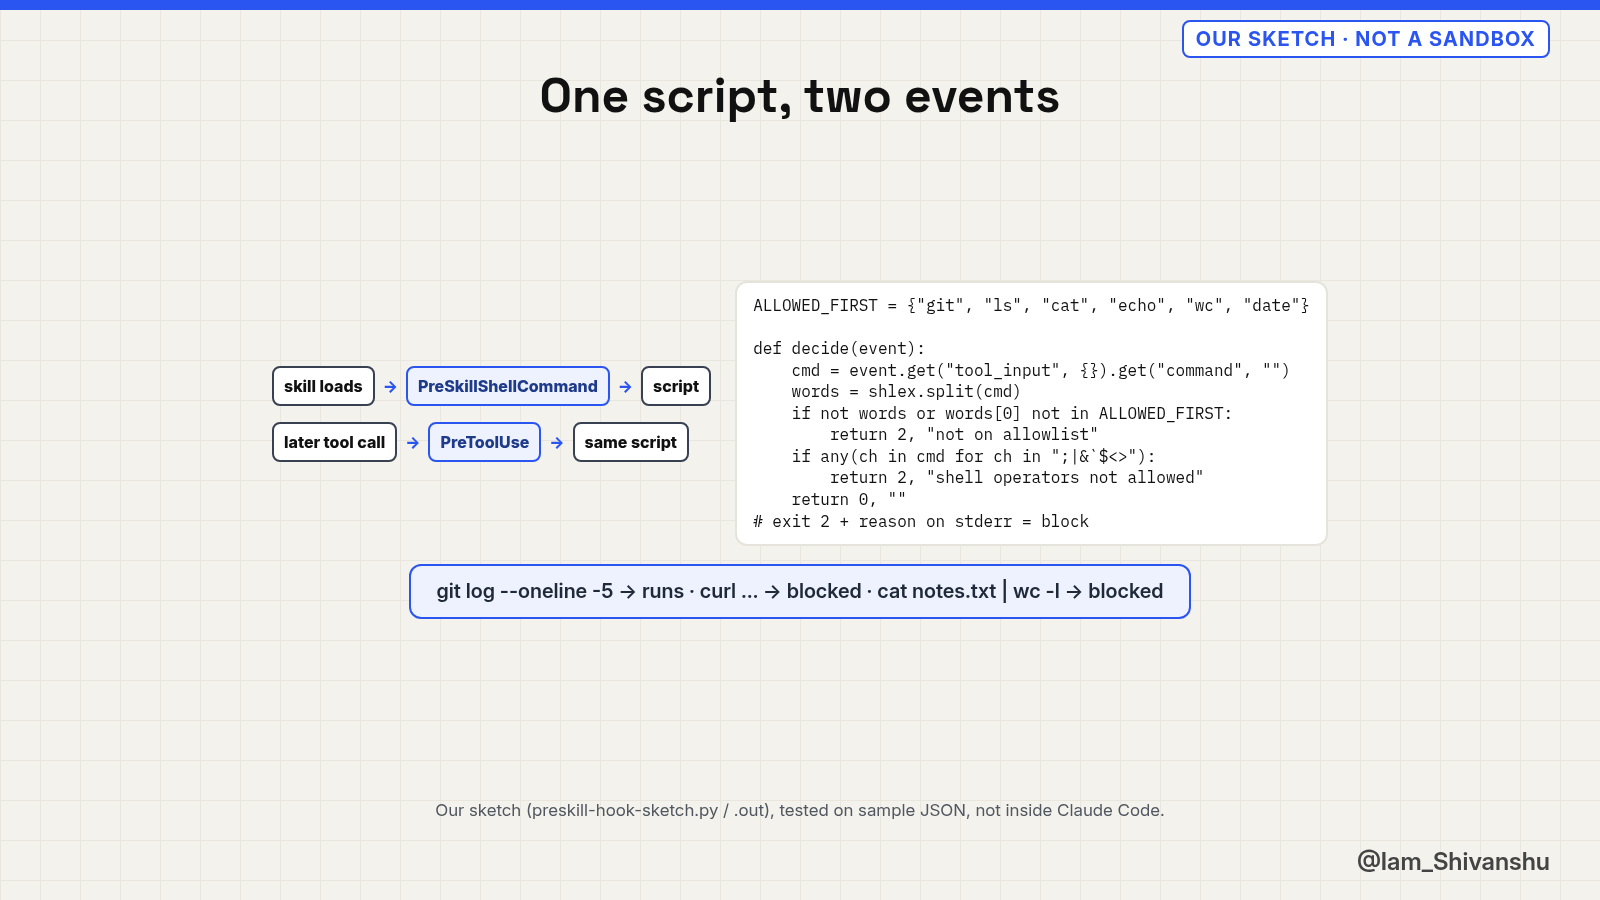 OUR SKETCH · NOT A SANDBOX
One script, two events
skill loads → PreSkillShellCommand → script
later tool call → PreToolUse → same script
ALLOWED_FIRST = {"git", "ls", "cat", "echo", "wc", "date"}
def decide(event):
    cmd = event.get("tool_input", {}).get("command", "")
    words = shlex.split(cmd)
    if not words or words[0] not in ALLOWED_FIRST:
        return 2, "not on allowlist"
    if any(ch in cmd for ch in ";|&`$<>"):
        return 2, "shell operators not allowed"
    return 0, ""
# exit 2 + reason on stderr = block
git log --oneline -5 → runs · curl ... → blocked · cat notes.txt | wc -l → blocked
Our sketch (preskill-hook-sketch.py / .out), tested on sample JSON, not inside Claude Code.
@Iam_Shivanshu